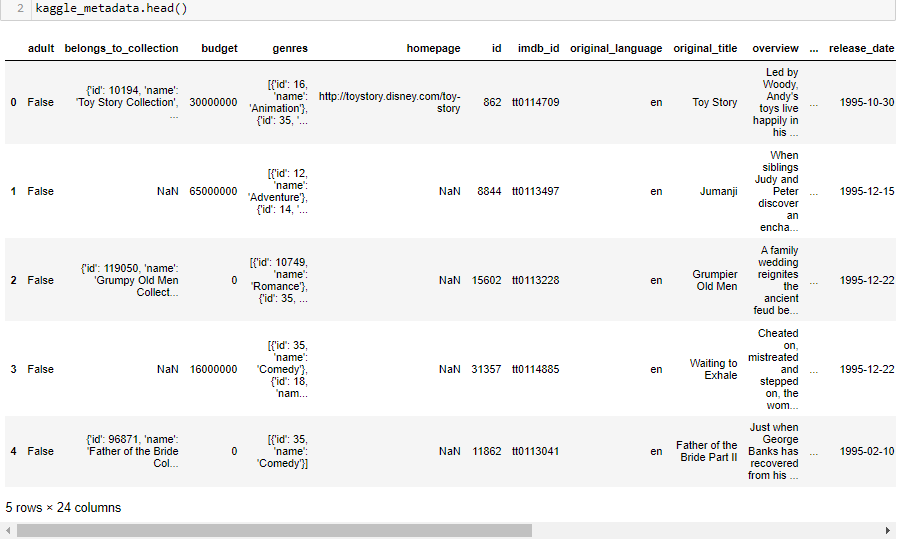 2 kaggle_metadata.head()
adult belongs_to_collection budget genres homepage id imdb_id original_language original_title overview ... release_date
0 False {'id': 10194, 'name': 'Toy Story Collection', ... 30000000 [{'id': 16, 'name': 'Animation'}, {'id': 35, '... http://toystory.disney.com/toy-story 862 tt0114709 en Toy Story Led by Woody, Andy's toys live happily in his ... ... 1995-10-30
1 False NaN 65000000 [{'id': 12, 'name': 'Adventure'}, {'id': 14, '... NaN 8844 tt0113497 en Jumanji When siblings Judy and Peter discover an encha... ... 1995-12-15
2 False {'id': 119050, 'name': 'Grumpy Old Men Collect... 0 [{'id': 10749, 'name': 'Romance'}, {'id': 35, ... NaN 15602 tt0113228 en Grumpier Old Men A family wedding reignites the ancient feud be... ... 1995-12-22
3 False NaN 16000000 [{'id': 35, 'name': 'Comedy'}, {'id': 18, 'nam... NaN 31357 tt0114885 en Waiting to Exhale Cheated on, mistreated and stepped on, the wom... ... 1995-12-22
4 False {'id': 96871, 'name': 'Father of the Bride Col... 0 [{'id': 35, 'name': 'Comedy'}] NaN 11862 tt0113041 en Father of the Bride Part II Just when George Banks has recovered from his ... ... 1995-02-10
5 rows × 24 columns